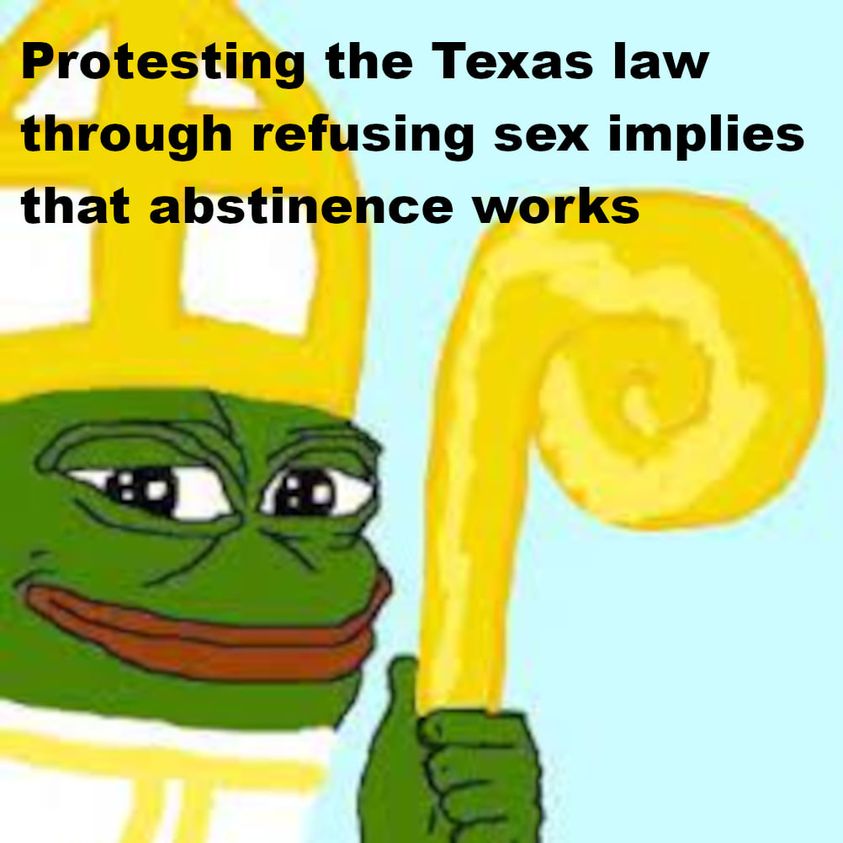 Protesting the Texas law
through refusing sex implies
that abstinence works